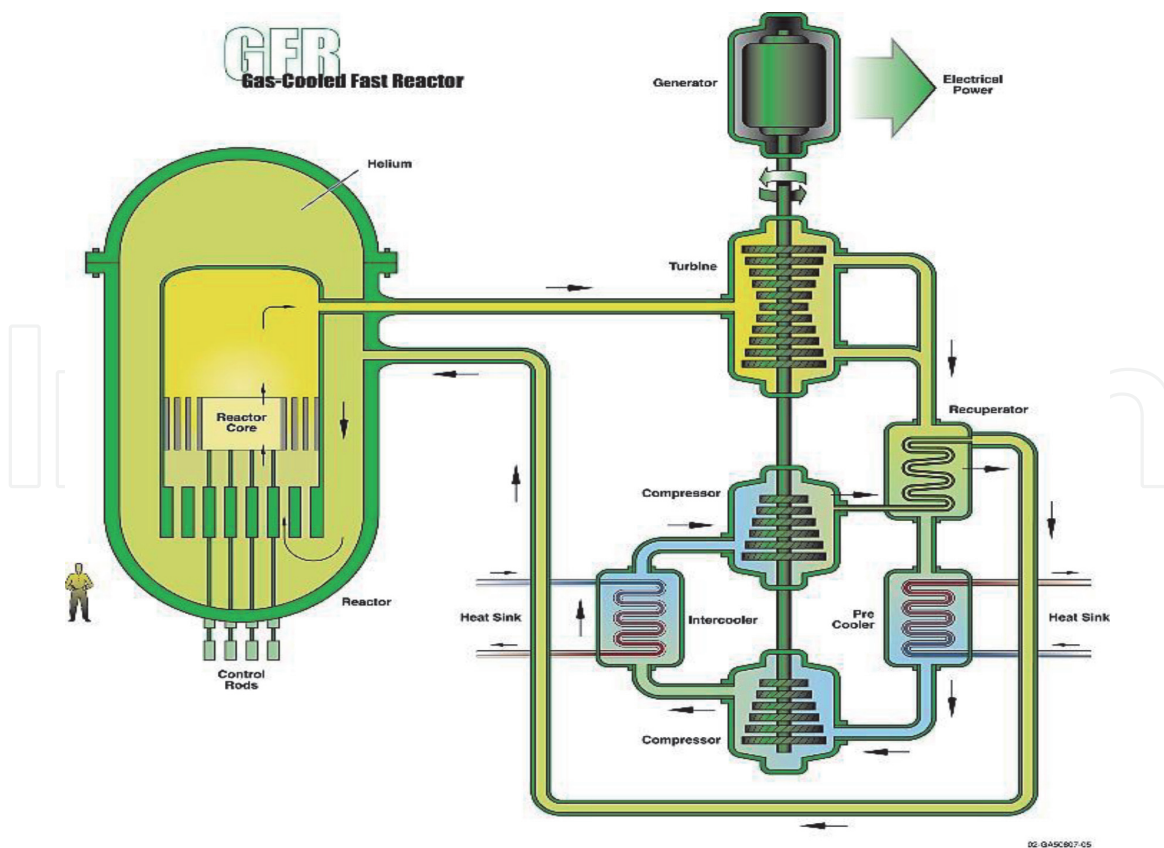 GFR
Gas-Cooled Fast Reactor
Generator
Electrical
Power
Helium
Turbine
Reactor
Core
Recuperator
Compressor
Reactor
Heat Sink
Intercooler
Pre
Cooler
Heat Sink
Control
Rods
Compressor
02-GA50807-05